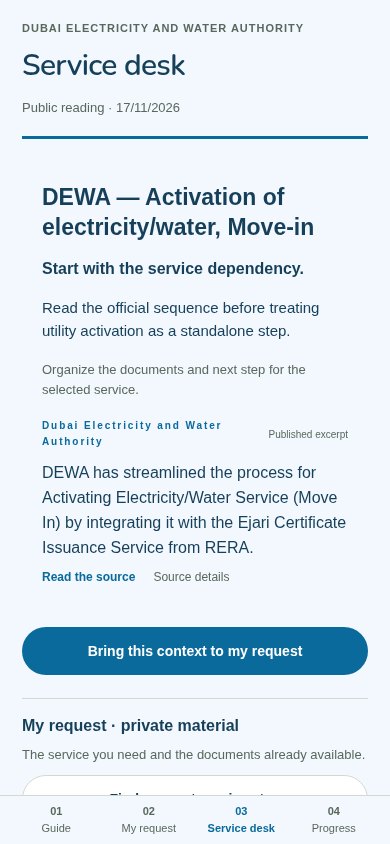 DUBAI ELECTRICITY AND WATER AUTHORITY
Service desk
Public reading · 17/11/2026
DEWA — Activation of
electricity/water, Move-in
Start with the service dependency.
Read the official sequence before treating
utility activation as a standalone step.
Organize the documents and next step for the
selected service.
Dubai Electricity and Water
Authority
Published excerpt
DEWA has streamlined the process for
Activating Electricity/Water Service (Move
In) by integrating it with the Ejari Certificate
Issuance Service from RERA.
Read the source Source details
Bring this context to my request
My request · private material
The service you need and the documents already available.
01 02 03 04
Guide My request Service desk Progress